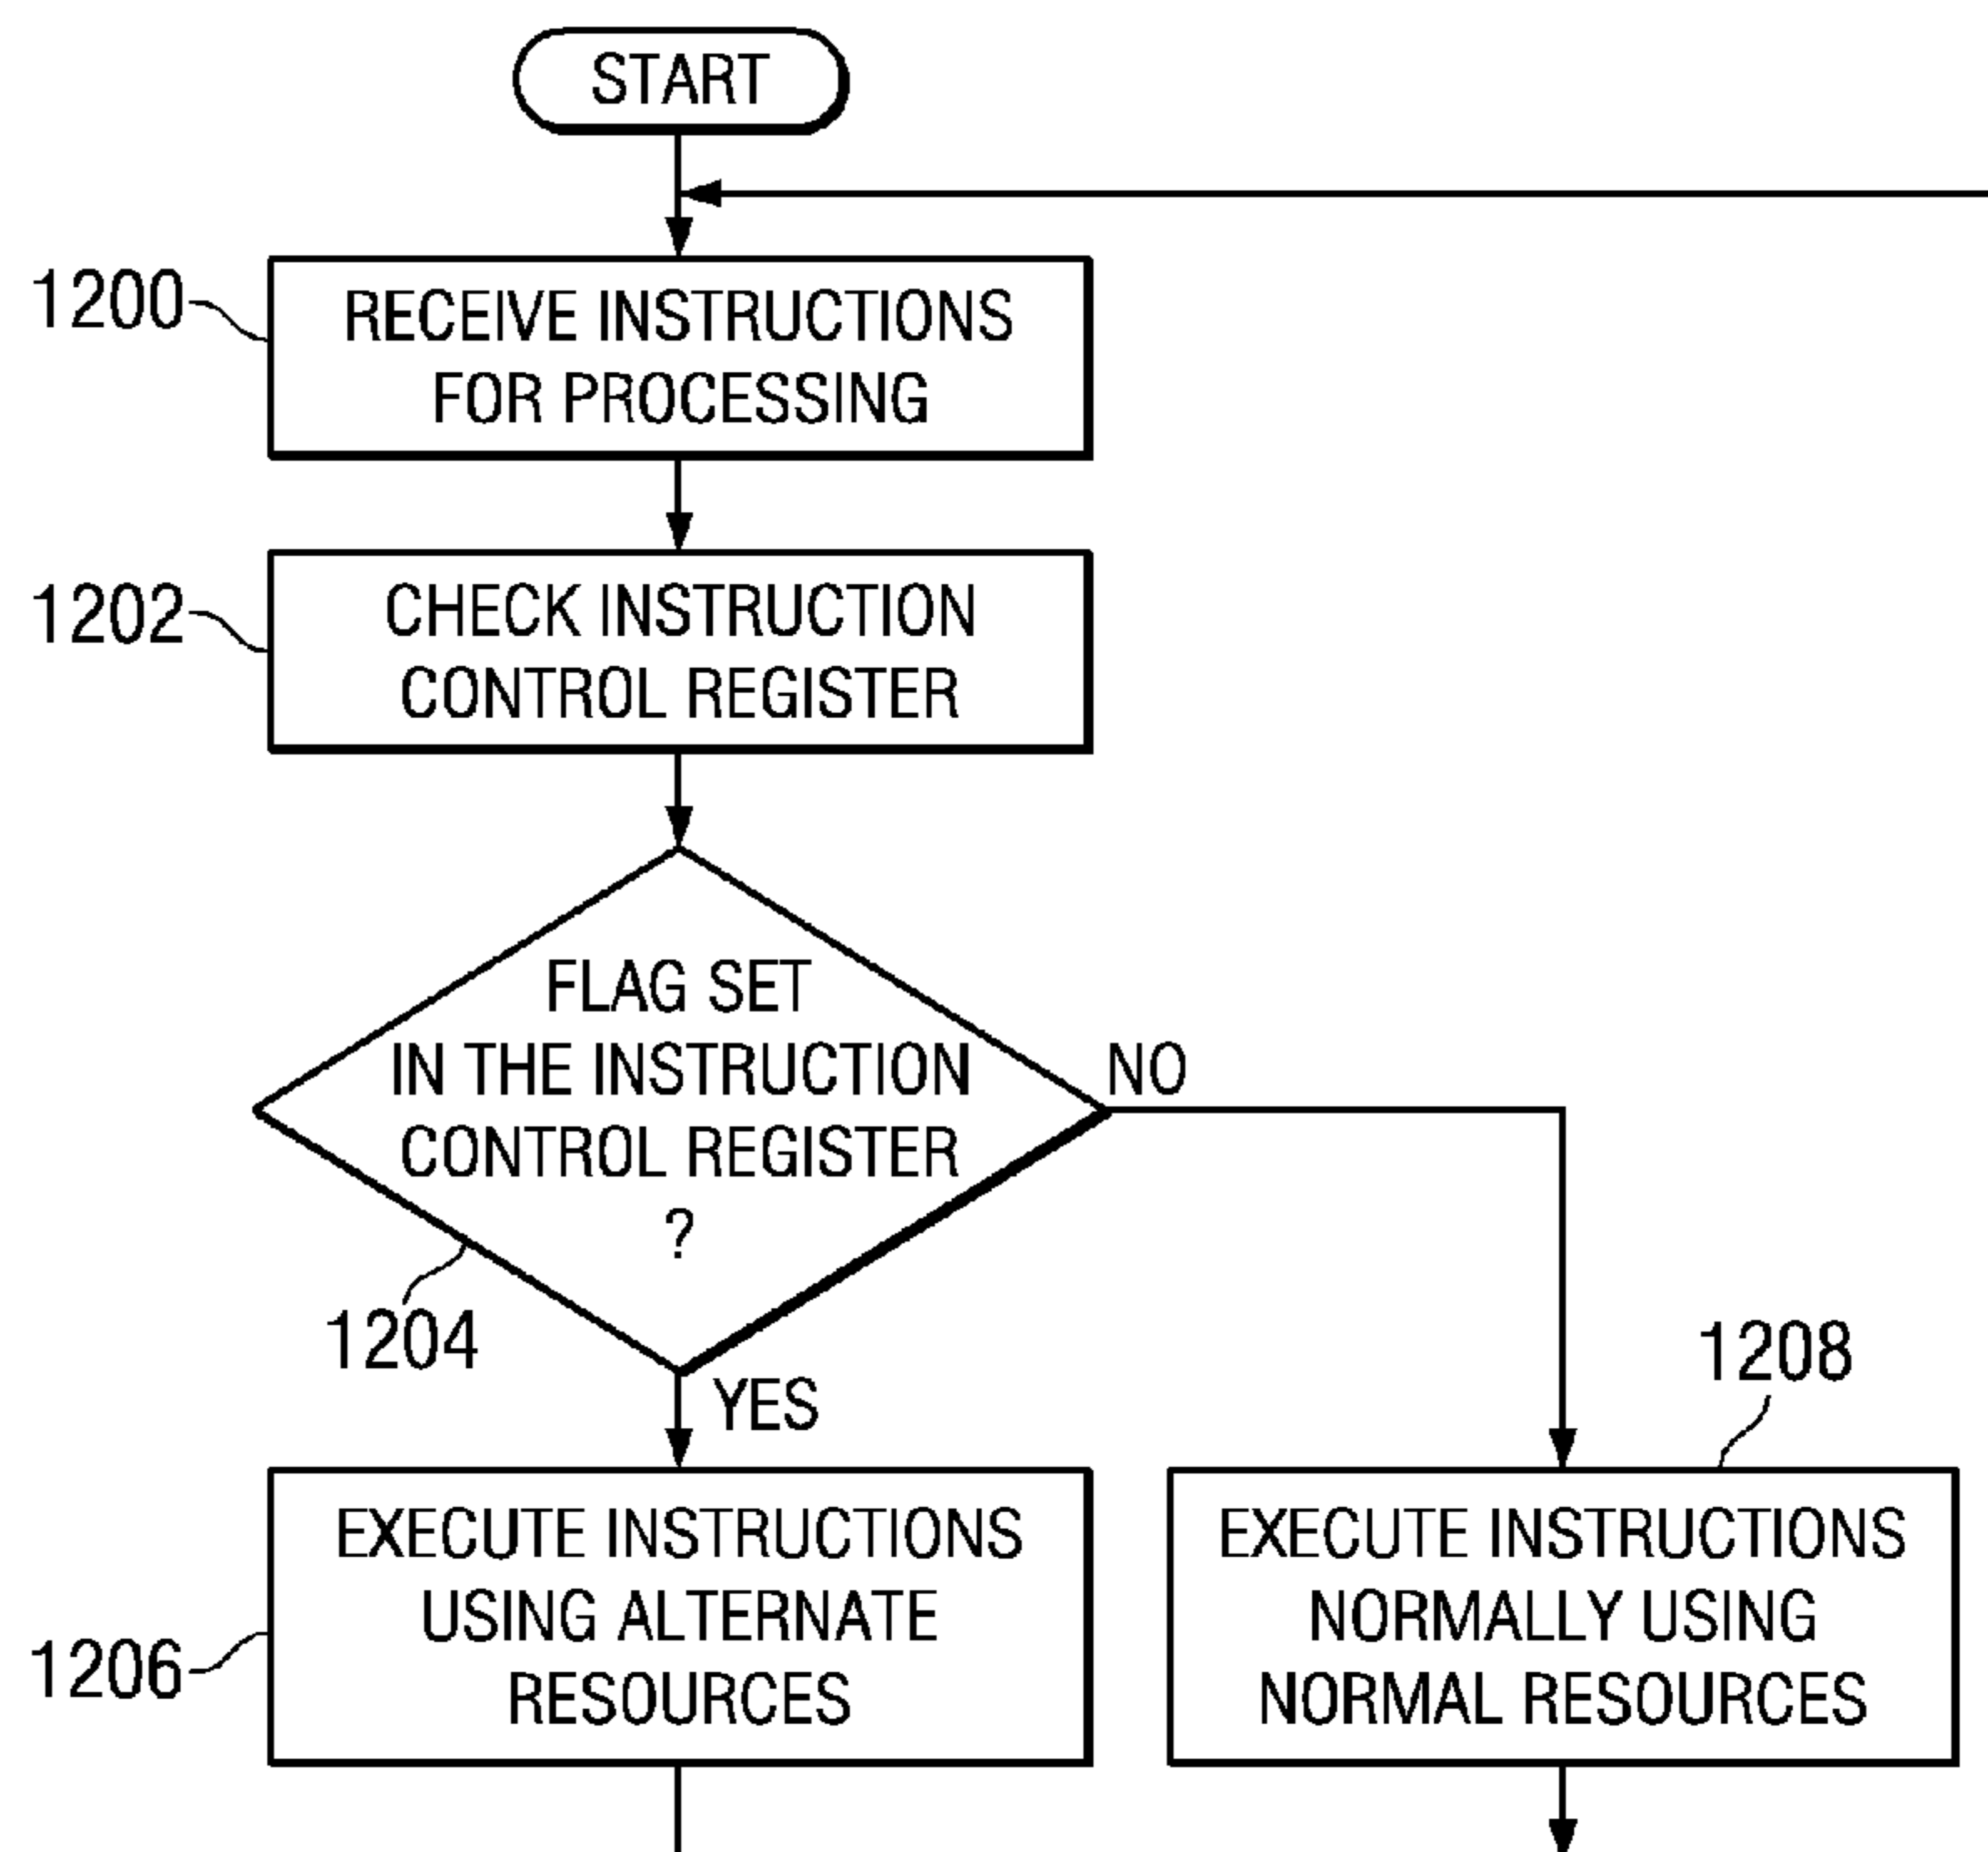 START
1200
RECEIVE INSTRUCTIONS
FOR PROCESSING
1202
CHECK INSTRUCTION
CONTROL REGISTER
FLAG SET
IN THE INSTRUCTION
CONTROL REGISTER
?
NO
1204
YES
1208
1206
EXECUTE INSTRUCTIONS
USING ALTERNATE
RESOURCES
EXECUTE INSTRUCTIONS
NORMALLY USING
NORMAL RESOURCES